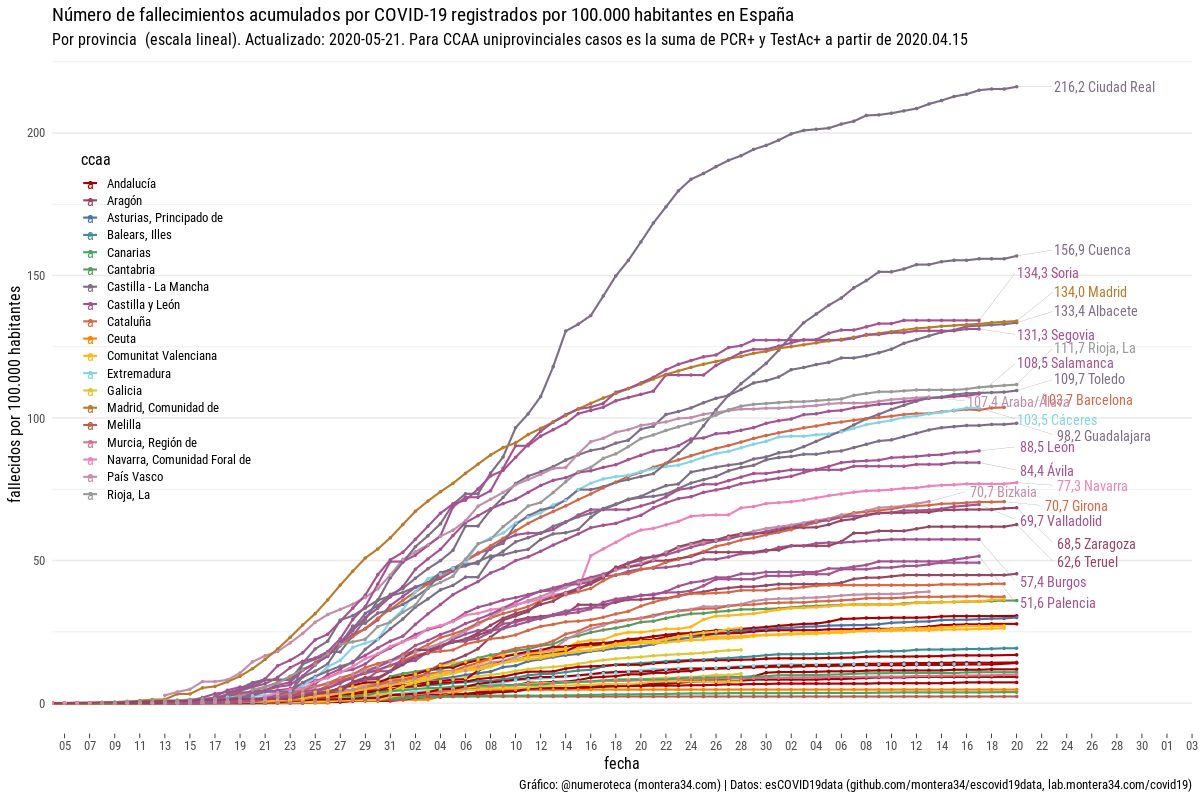 Número de fallecimientos acumulados por COVID-19 registrados por 100.000 habitantes en España
Por provincia (escala lineal). Actualizado: 2020-05-21. Para CCAA uniprovinciales casos es la suma de PCR+ y TestAc+ a partir de 2020.04.15
fallecidos por 100.000 habitantes
200
150
100
50
0
ccaa
Andalucía
Aragón
Asturias, Principado de
Balears, Illes
Canarias
Cantabria
Castilla - La Mancha
Castilla y León
Cataluña
Ceuta
Comunitat Valenciana
Extremadura
Galicia
Madrid, Comunidad de
Melilla
Murcia, Región de
Navarra, Comunidad Foral de
País Vasco
Rioja, La
216,2 Ciudad Real
156,9 Cuenca
134,3 Soria
134,0 Madrid
133,4 Albacete
131,3 Segovia
111,7 Rioja, La
108,5 Salamanca
109,7 Toledo
107,4 Araba/Álava
103,7 Barcelona
103,5 Cáceres
98,2 Guadalajara
88,5 León
84,4 Ávila
77,3 Navarra
70,7 Bizkaia
70,7 Girona
69,7 Valladolid
68,5 Zaragoza
62,6 Teruel
57,4 Burgos
51,6 Palencia
05 07 09 11 13 15 17 19 21 23 25 27 29 31 02 04 06 08 10 12 14 16 18 20 22 24 26 28 30 02 04 06 08 10 12 14 16 18 20 22 24 26 28 30 01 03
fecha
Gráfico: @numeroteca (montera34.com) | Datos: esCOVID19data (github.com/montera34/escovid19data, lab.montera34.com/covid19)